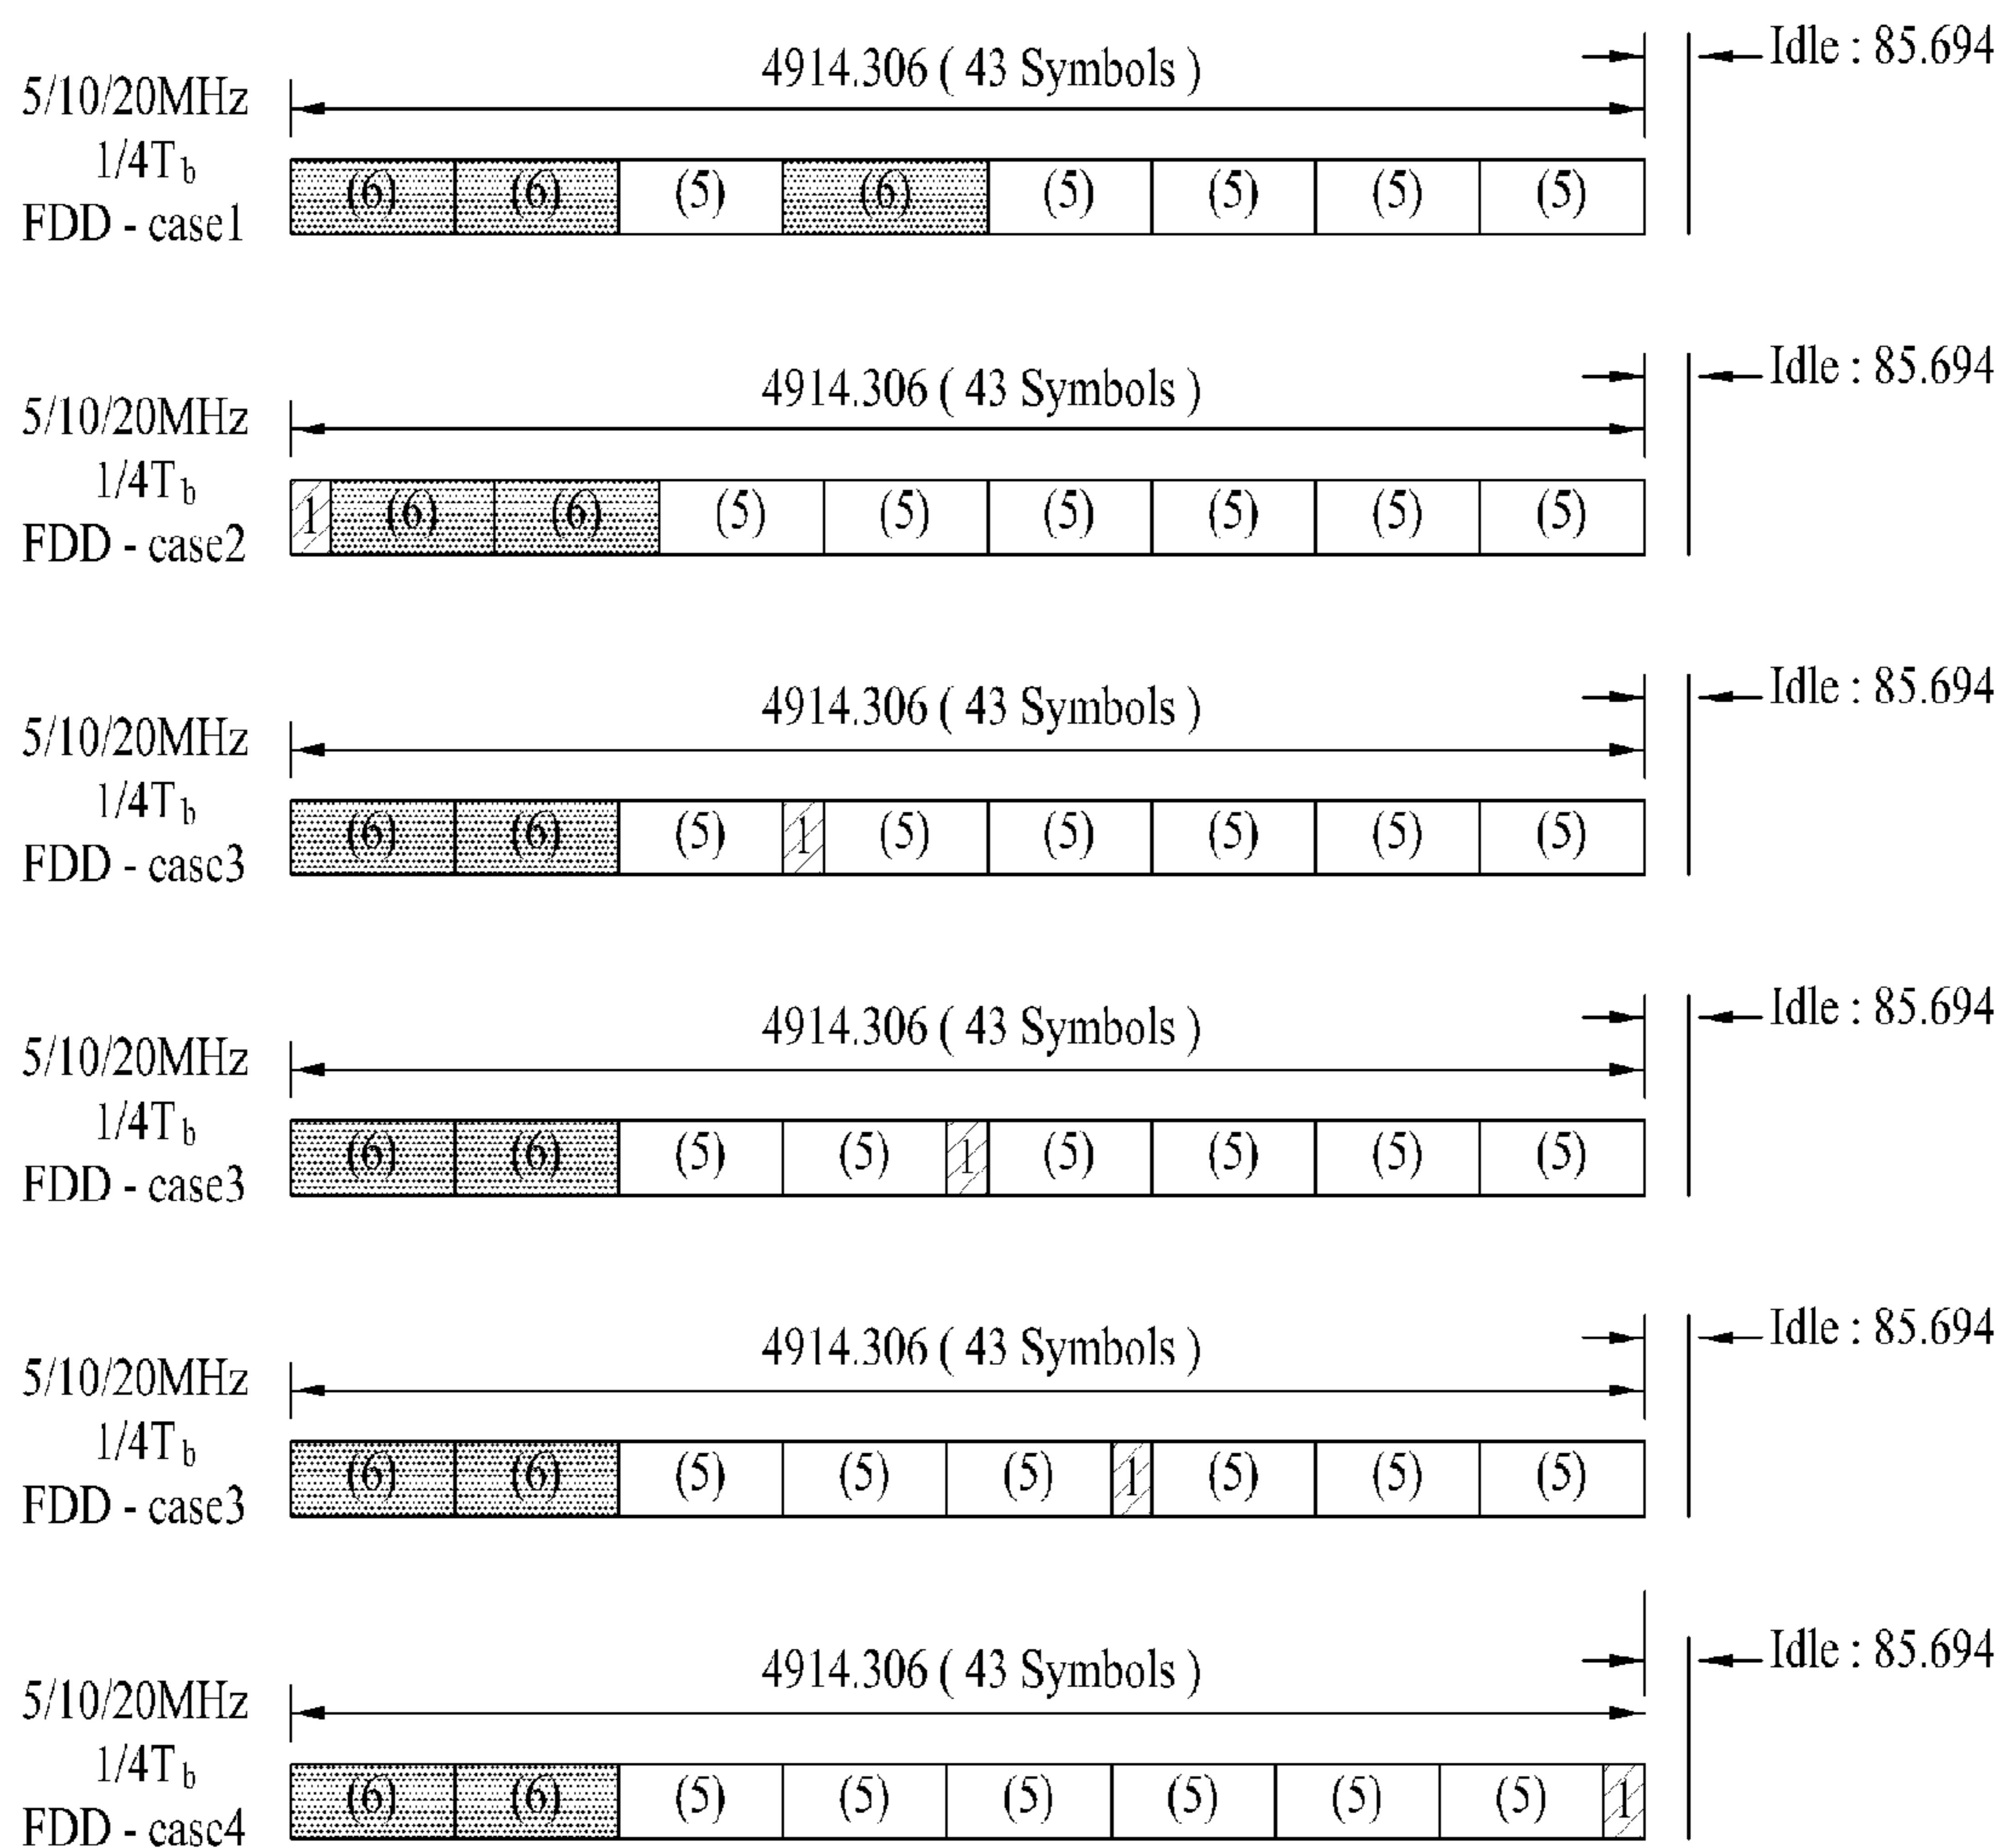 4914.306 ( 43 Symbols )
Idle : 85.694
5/10/20MHz
1/4Tb
FDD - case1
(6) (6) (5) (6) (5) (5) (5) (5)
4914.306 ( 43 Symbols )
Idle : 85.694
5/10/20MHz
1/4Tb
FDD - case2
1 (6) (6) (5) (5) (5) (5) (5) (5)
4914.306 ( 43 Symbols )
Idle : 85.694
5/10/20MHz
1/4Tb
FDD - case3
(6) (6) (5) 1 (5) (5) (5) (5) (5)
4914.306 ( 43 Symbols )
Idle : 85.694
5/10/20MHz
1/4Tb
FDD - case3
(6) (6) (5) (5) 1 (5) (5) (5) (5)
4914.306 ( 43 Symbols )
Idle : 85.694
5/10/20MHz
1/4Tb
FDD - case3
(6) (6) (5) (5) (5) 1 (5) (5) (5)
4914.306 ( 43 Symbols )
Idle : 85.694
5/10/20MHz
1/4Tb
FDD - case4
(6) (6) (5) (5) (5) (5) (5) (5) 1